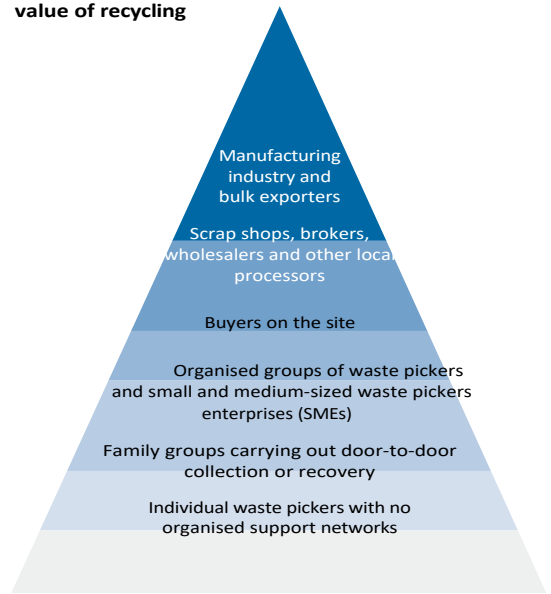 value of recycling
Manufacturing
industry and
bulk exporters
Scrap shops, brokers,
wholesalers and other local
processors
Buyers on the site
Organised groups of waste pickers
and small and medium-sized waste pickers
enterprises (SMEs)
Family groups carrying out door-to-door
collection or recovery
Individual waste pickers with no
organised support networks